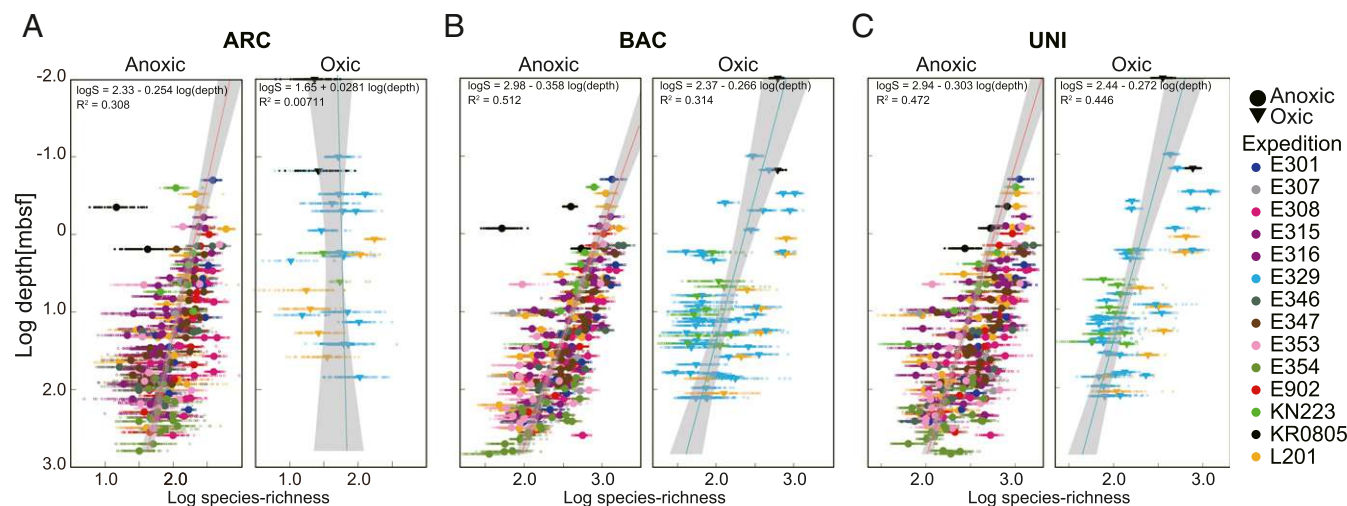 A
ARC
Anoxic
Oxic
logS = 2.33 - 0.254 log(depth)
R² = 0.308
logS = 1.65 + 0.0281 log(depth)
R² = 0.00711
B
BAC
Anoxic
Oxic
logS = 2.98 - 0.358 log(depth)
R² = 0.512
logS = 2.37 - 0.266 log(depth)
R² = 0.314
C
UNI
Anoxic
Oxic
logS = 2.94 - 0.303 log(depth)
R² = 0.472
logS = 2.44 - 0.272 log(depth)
R² = 0.446
Log depth[mbsf]
-2.0
-1.0
0
1.0
2.0
3.0
1.0 2.0
1.0 2.0
2.0 3.0
2.0 3.0
2.0 3.0
2.0 3.0
Log species-richness
Log species-richness
Log species-richness
Anoxic
Oxic
Expedition
E301
E307
E308
E315
E316
E329
E346
E347
E353
E354
E902
KN223
KR0805
L201